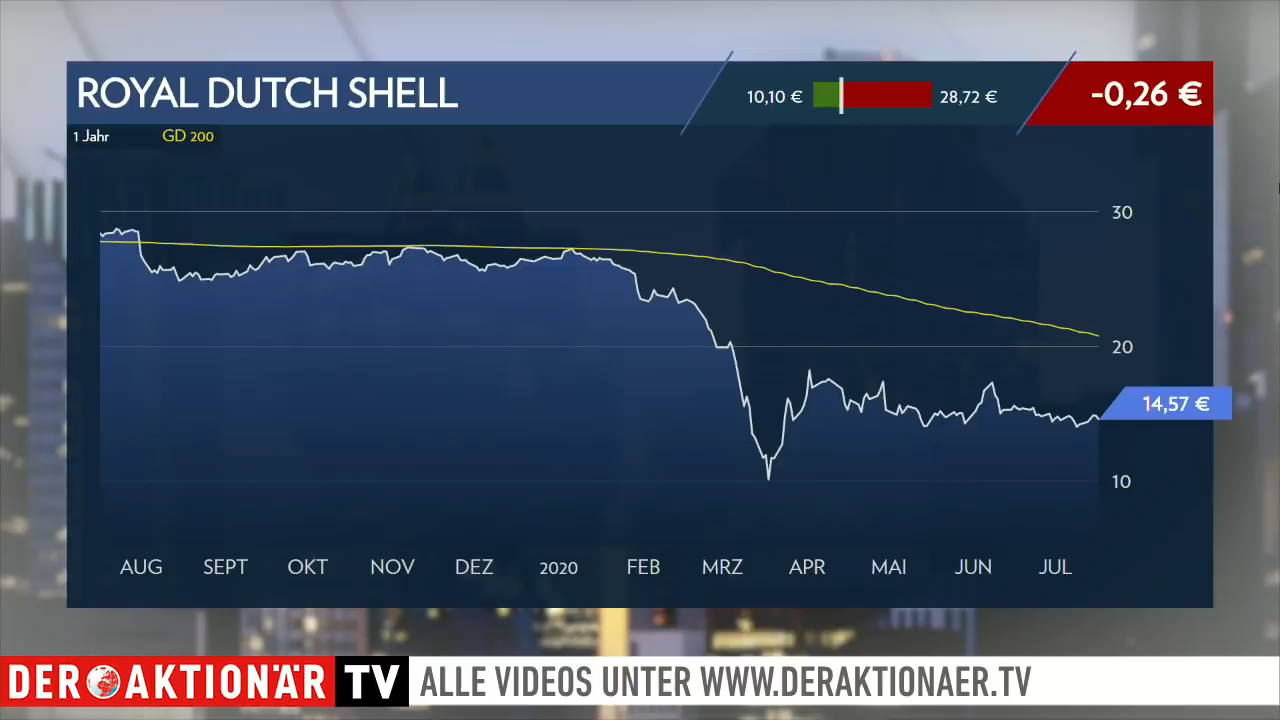 ROYAL DUTCH SHELL
10,10 €
28,72 €
-0,26 €
1 Jahr
GD 200
30
20
14,57 €
10
AUG SEPT OKT NOV DEZ 2020 FEB MRZ APR MAI JUN JUL
DER AKTIONÄR TV ALLE VIDEOS UNTER WWW.DERAKTIONAER.TV